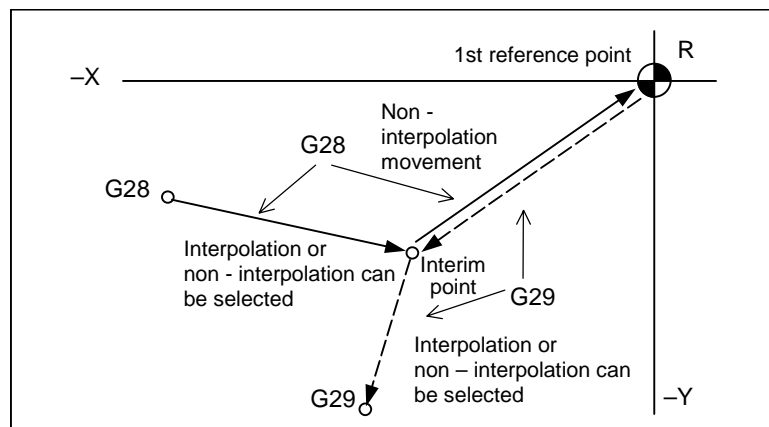 1st reference point
R
–X
Non -
interpolation
movement
G28
G28
Interpolation or
non - interpolation can
be selected
Interim
point
G29
Interpolation or
non – interpolation can
be selected
G29
–Y